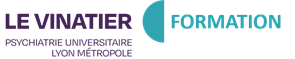 LE VINATIER
PSYCHIATRIE UNIVERSITAIRE
LYON MÉTROPOLE
FORMATION